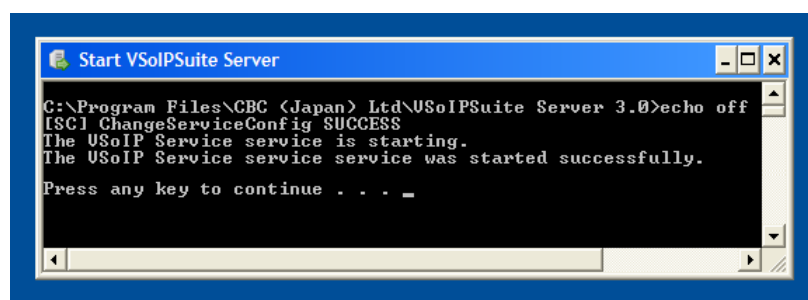 Start VSoIPSuite Server
C:\Program Files\CBC (Japan) Ltd\VSoIPSuite Server 3.0>echo off
[SC] ChangeServiceConfig SUCCESS
The VSoIP Service service is starting.
The VSoIP Service service service was started successfully.
Press any key to continue . . . _